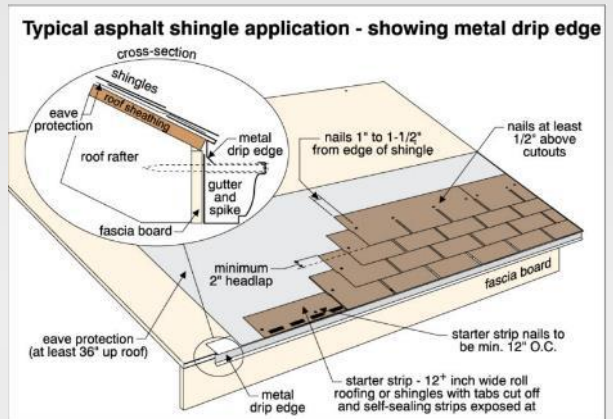 Typical asphalt shingle application - showing metal drip edge
cross-section
shingles
eave
protection
roof sheathing
roof rafter
metal
drip edge
gutter
and
spike
fascia board
nails 1" to 1-1/2"
from edge of shingle
nails at least
1/2" above
cutouts
minimum
2" headlap
fascia board
eave protection
(at least 36" up roof)
starter strip nails to
be min. 12" O.C.
metal
drip edge
starter strip - 12+ inch wide roll
roofing or shingles with tabs cut off
and self-sealing strips exposed at